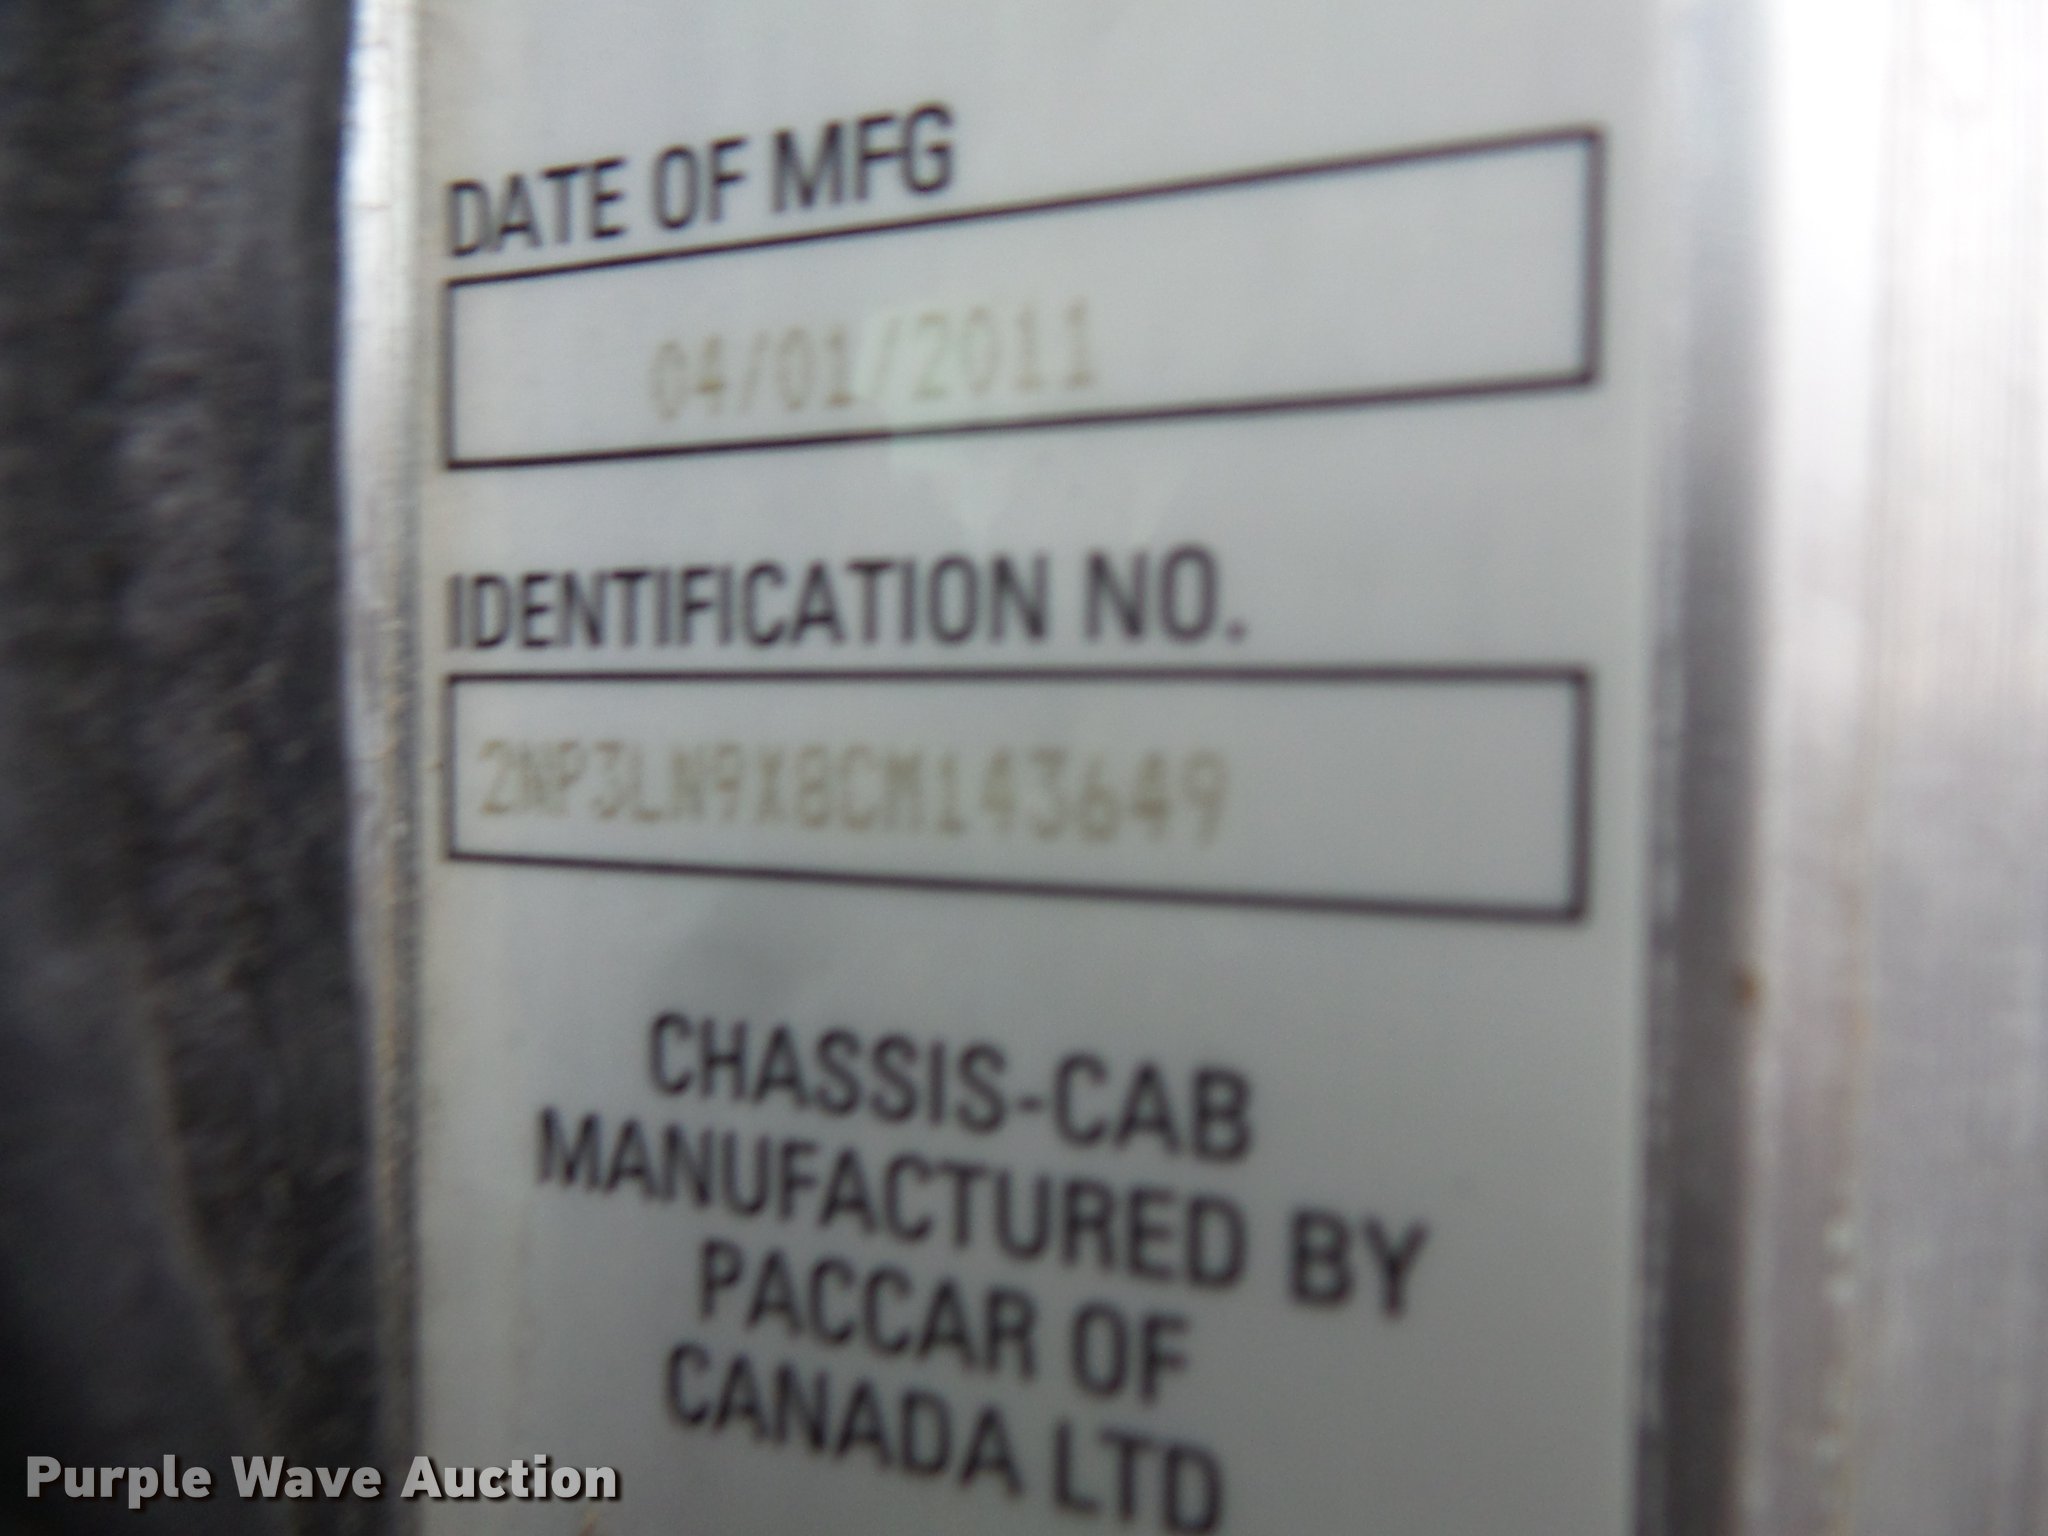 DATE OF MFG
04/01/2011
IDENTIFICATION NO.
2NP3LN9X8CM143649
CHASSIS-CAB
MANUFACTURED BY
PACCAR OF
CANADA LTD
Purple Wave Auction